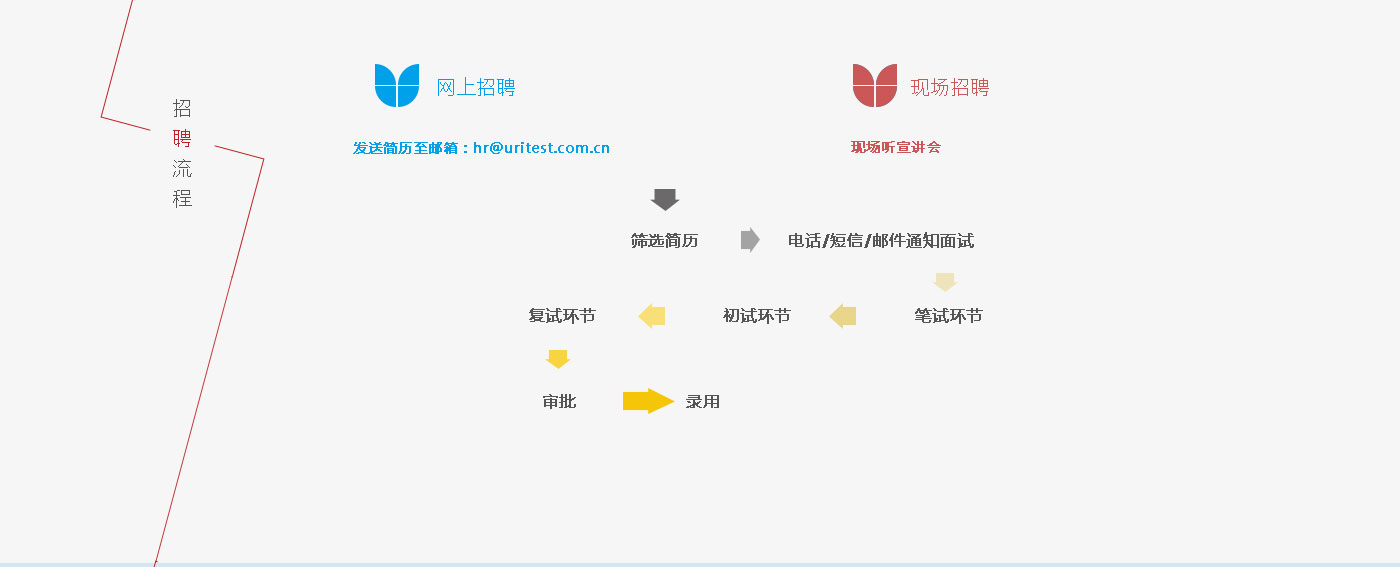 招聘流程
网上招聘
现场招聘
发送简历至邮箱：hr@uritest.com.cn
现场听宣讲会
筛选简历
电话/短信/邮件通知面试
复试环节
初试环节
笔试环节
审批
录用